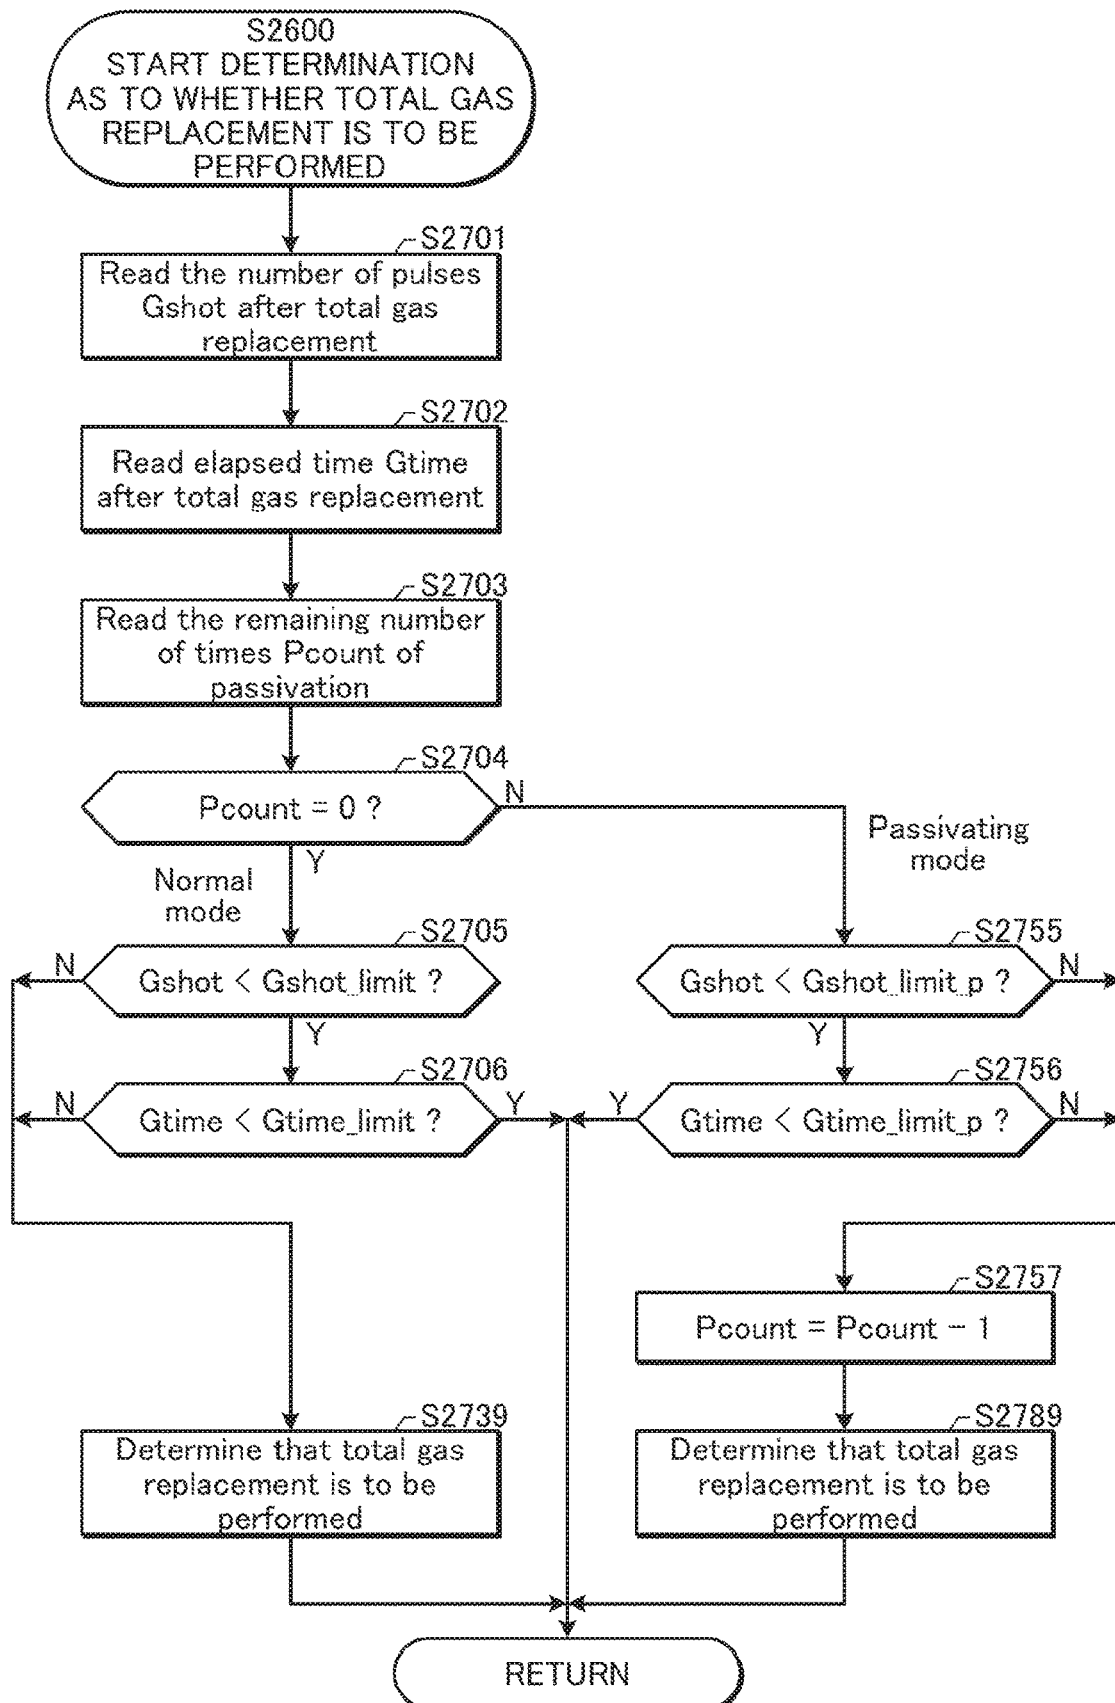 S2600
START DETERMINATION
AS TO WHETHER TOTAL GAS
REPLACEMENT IS TO BE
PERFORMED
S2701
Read the number of pulses
Gshot after total gas
replacement
S2702
Read elapsed time Gtime
after total gas replacement
S2703
Read the remaining number
of times Pcount of
passivation
S2704
Pcount = 0 ?
N
Y
Normal
mode
Passivating
mode
S2705
Gshot < Gshot_limit ?
N
Y
S2755
Gshot < Gshot_limit_p ?
N
Y
S2706
Gtime < Gtime_limit ?
N
Y
S2756
Gtime < Gtime_limit_p ?
Y
N
S2757
Pcount = Pcount − 1
S2739
Determine that total gas
replacement is to be
performed
S2789
Determine that total gas
replacement is to be
performed
RETURN